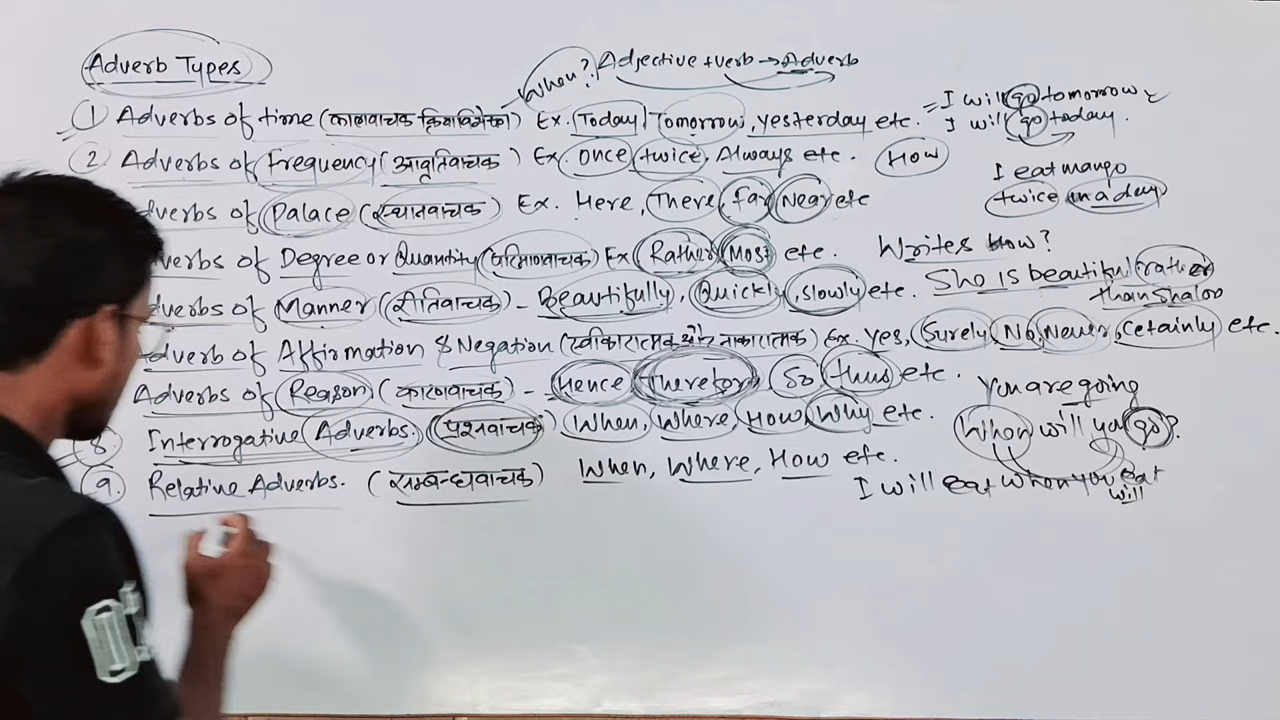 Adverb Types
When? Adjective + verb → Adverb
1 Adverbs of time (कालवाचक क्रियाविशेषण) Ex. (Today) Tomorrow, yesterday etc. = I will go tomorrow
I will go today.
2. Adverbs of frequency (आवृतिवाचक) Ex. once, twice, Always etc. How
I eat mango
twice in a day
dverbs of Palace (स्थानवाचक) Ex. Here, There, far, Near etc
verbs of Degree or Quantity (परिमाणवाचक) Ex Rather, Most etc. Writes How?
dverbs of Manner (रीतिवाचक) - Beautifully, Quickly, slowly etc. She Is beautiful rather
than
dverb of Affirmation & Negation (स्वीकारात्मक और नाकारात्मक) Ex. Yes, Surely, No, Never, Cetainly etc.
Adverbs of Reason (कारणवाचक) - Hence Therefor, So thus etc.
You are going
8. Interrogative Adverbs. (प्रश्नवाचक) When, Where, How, Why etc. When will you go?
9. Relative Adverbs. (सम्बन्धवाचक) When, Where, How etc.
I will eat when you eat
will